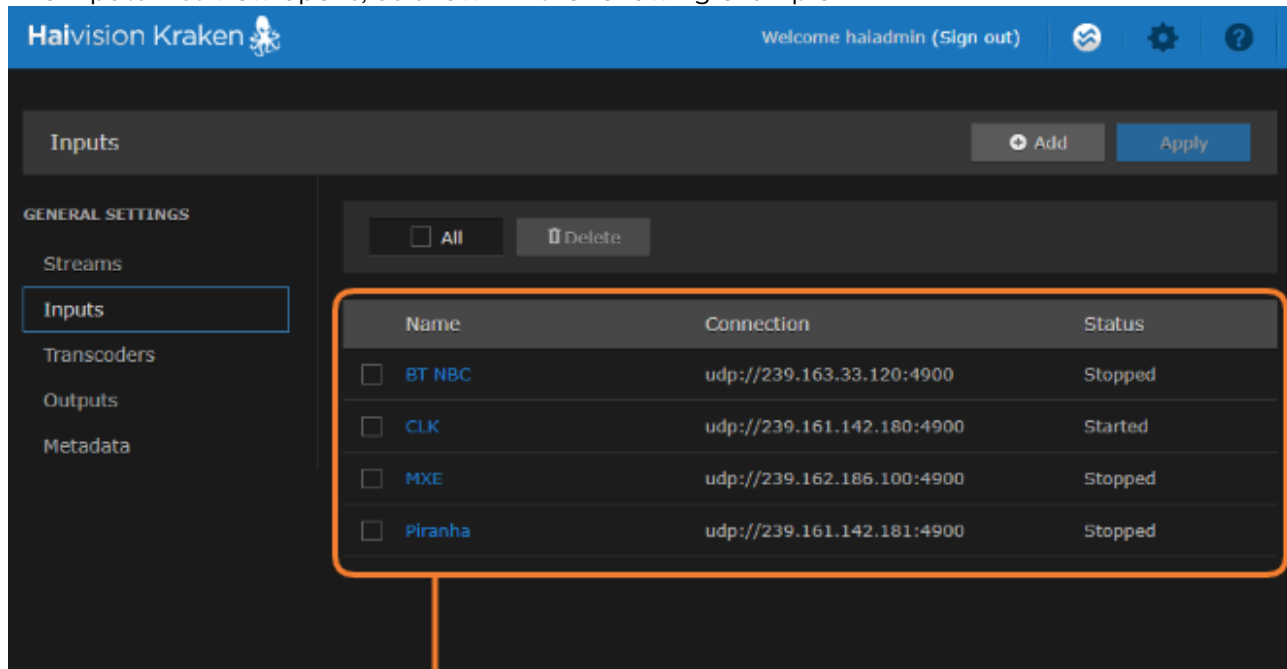 Haivision Kraken
Welcome haladmin (Sign out)
?
Inputs
Add
Apply
GENERAL SETTINGS
Streams
Inputs
Transcoders
Outputs
Metadata
All
Delete
Name Connection Status
BT NBC udp://239.163.33.120:4900 Stopped
CLK udp://239.161.142.180:4900 Started
MXE udp://239.162.186.100:4900 Stopped
Piranha udp://239.161.142.181:4900 Stopped